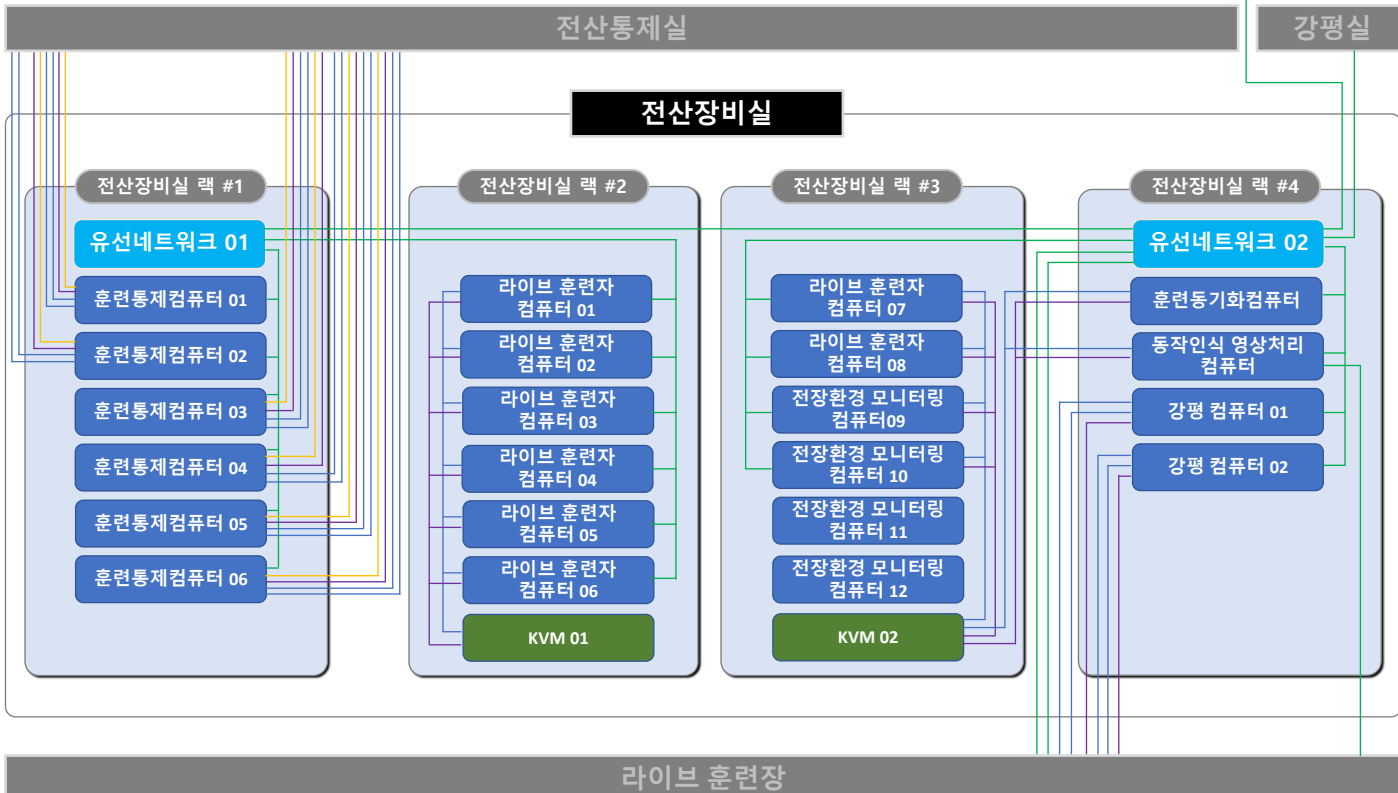 전산통제실
강평실
전산장비실
전산장비실 랙 #1
유선네트워크 01
훈련통제컴퓨터 01
훈련통제컴퓨터 02
훈련통제컴퓨터 03
훈련통제컴퓨터 04
훈련통제컴퓨터 05
훈련통제컴퓨터 06
전산장비실 랙 #2
라이브 훈련자
컴퓨터 01
라이브 훈련자
컴퓨터 02
라이브 훈련자
컴퓨터 03
라이브 훈련자
컴퓨터 04
라이브 훈련자
컴퓨터 05
라이브 훈련자
컴퓨터 06
KVM 01
전산장비실 랙 #3
라이브 훈련자
컴퓨터 07
라이브 훈련자
컴퓨터 08
전장환경 모니터링
컴퓨터09
전장환경 모니터링
컴퓨터 10
전장환경 모니터링
컴퓨터 11
전장환경 모니터링
컴퓨터 12
KVM 02
전산장비실 랙 #4
유선네트워크 02
훈련동기화컴퓨터
동작인식 영상처리
컴퓨터
강평 컴퓨터 01
강평 컴퓨터 02
라이브 훈련장